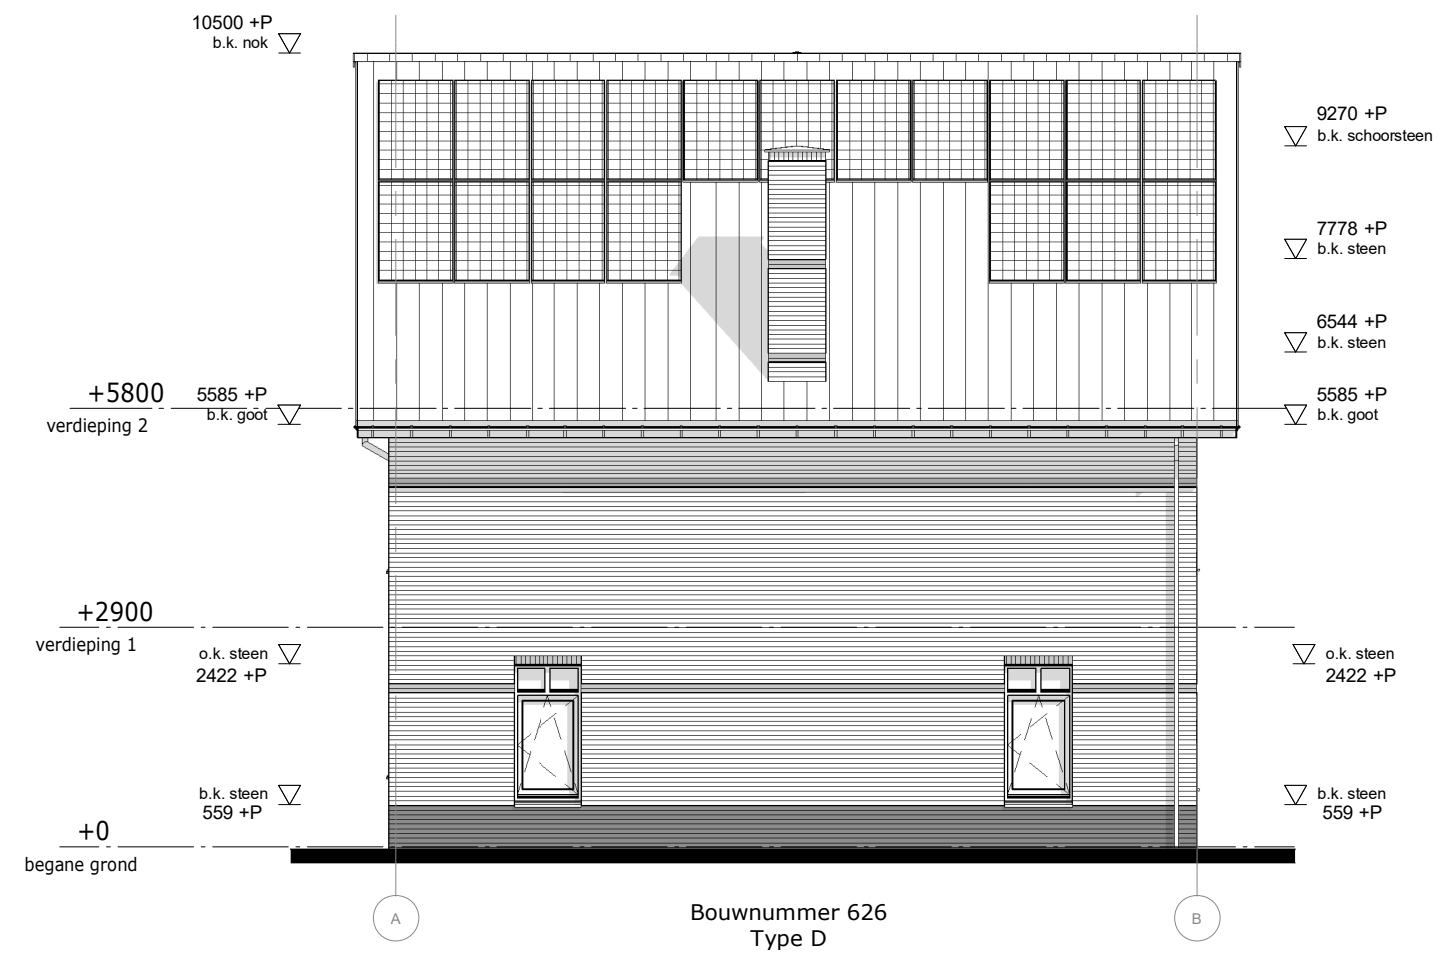 10500 +P
b.k. nok
9270 +P
b.k. schoorsteen
7778 +P
b.k. steen
6544 +P
b.k. steen
+5800
verdieping 2
5585 +P
b.k. goot
5585 +P
b.k. goot
+2900
verdieping 1
o.k. steen
2422 +P
o.k. steen
2422 +P
b.k. steen
559 +P
b.k. steen
559 +P
+0
begane grond
A
B
Bouwnummer 626
Type D